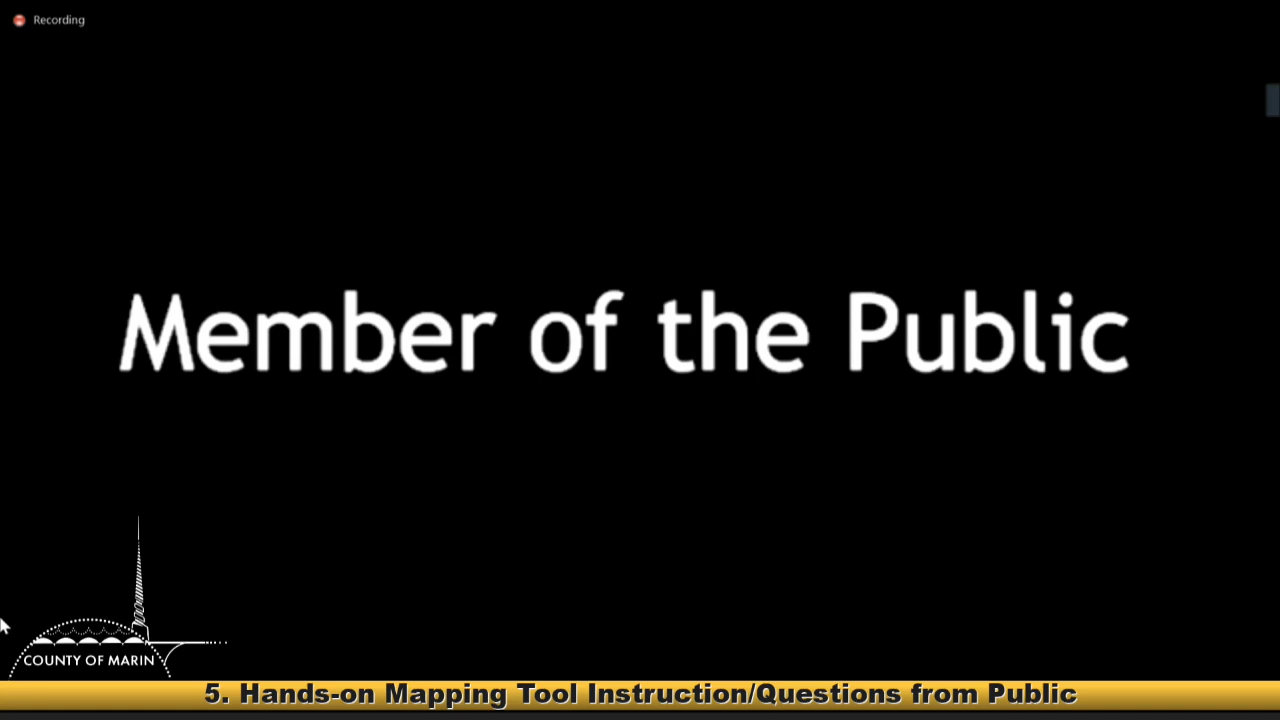 Recording
Member of the Public
COUNTY OF MARIN
5. Hands-on Mapping Tool Instruction/Questions from Public